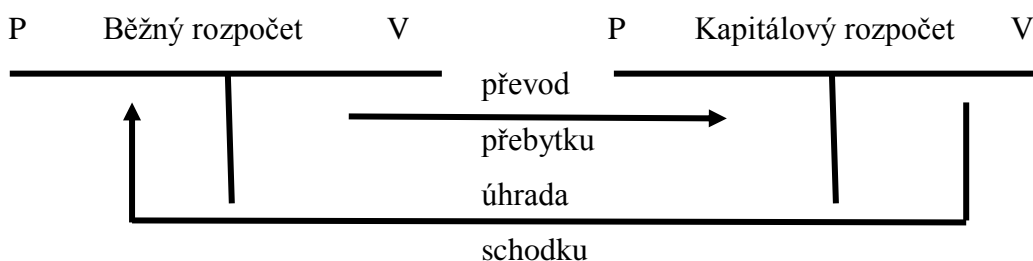 P Běžný rozpočet V P Kapitálový rozpočet V
převod
přebytku
úhrada
schodku